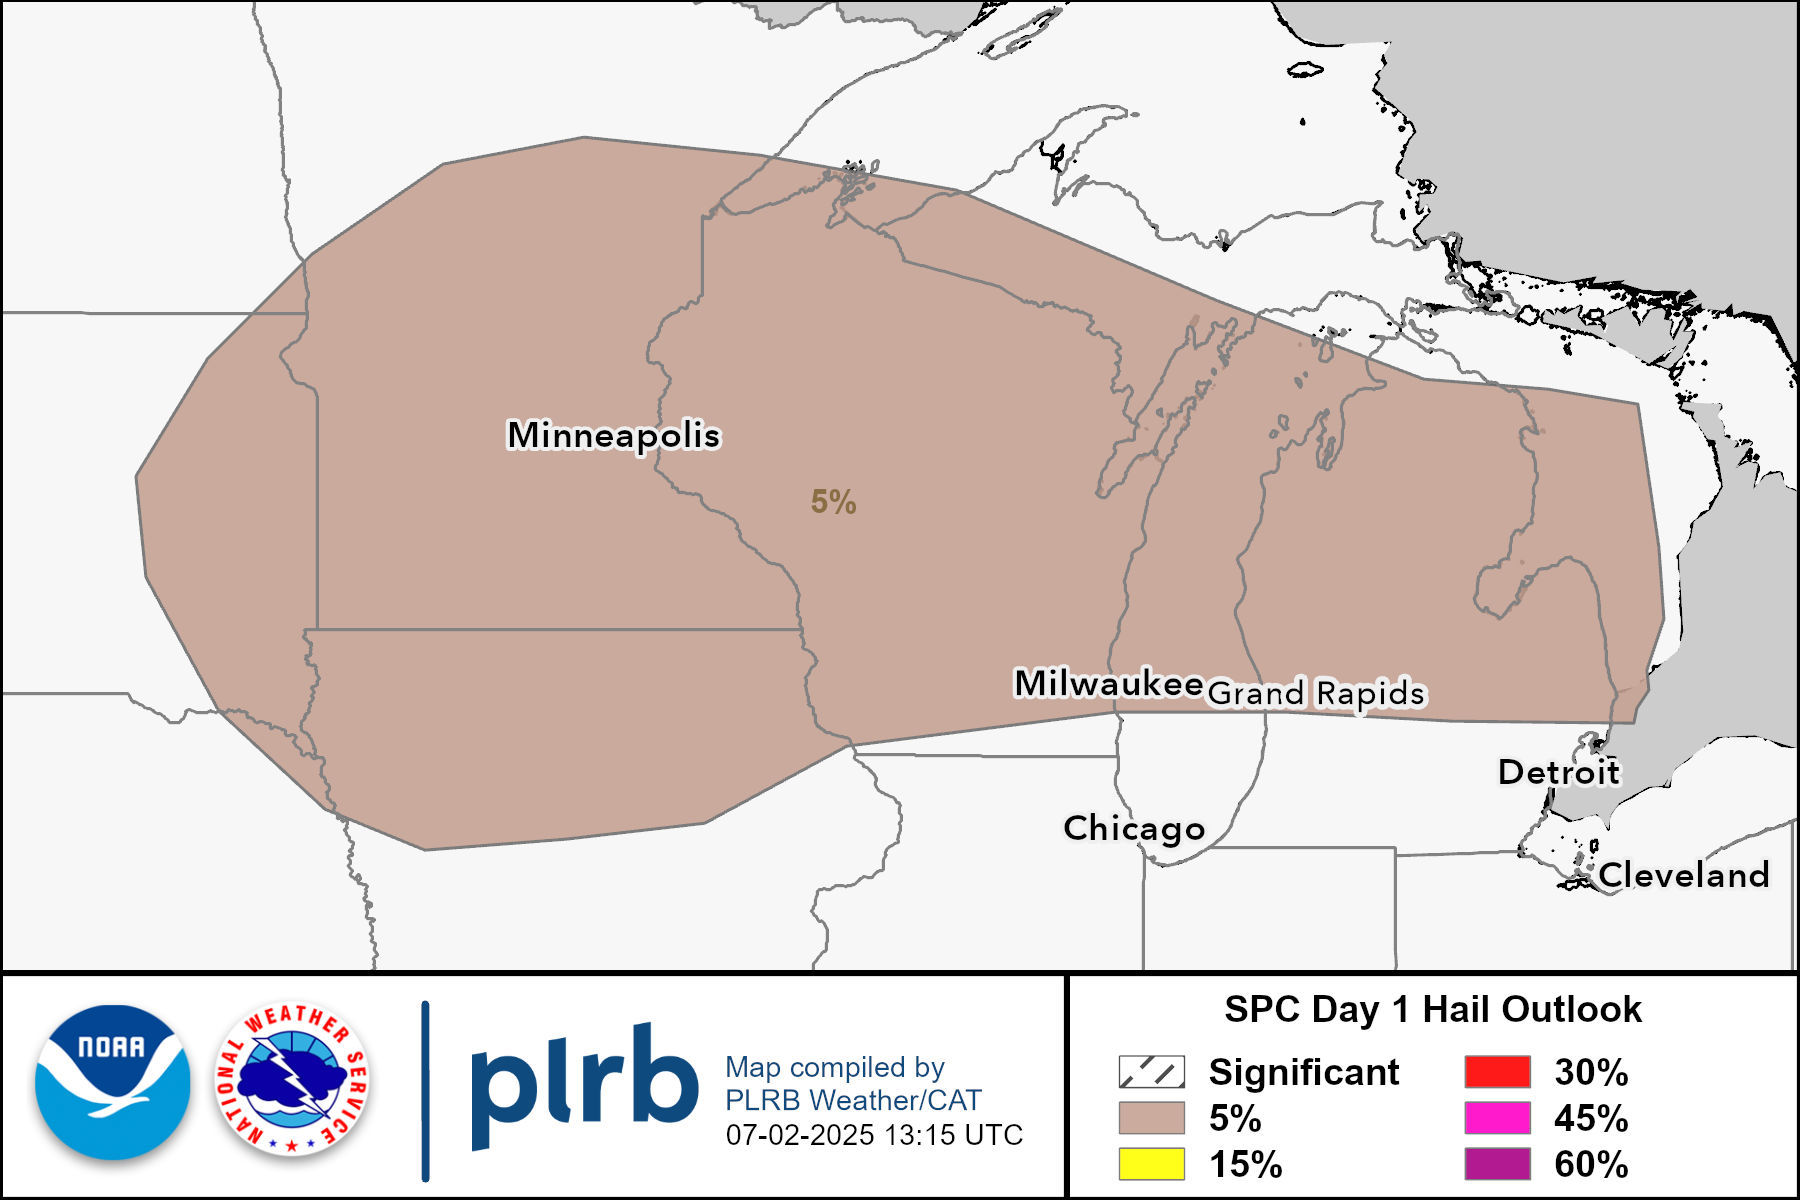 Minneapolis
5%
Milwaukee
Grand Rapids
Detroit
Chicago
Cleveland
NOAA
NATIONAL WEATHER SERVICE
plrb
Map compiled by
PLRB Weather/CAT
07-02-2025 13:15 UTC
SPC Day 1 Hail Outlook
Significant
5%
15%
30%
45%
60%